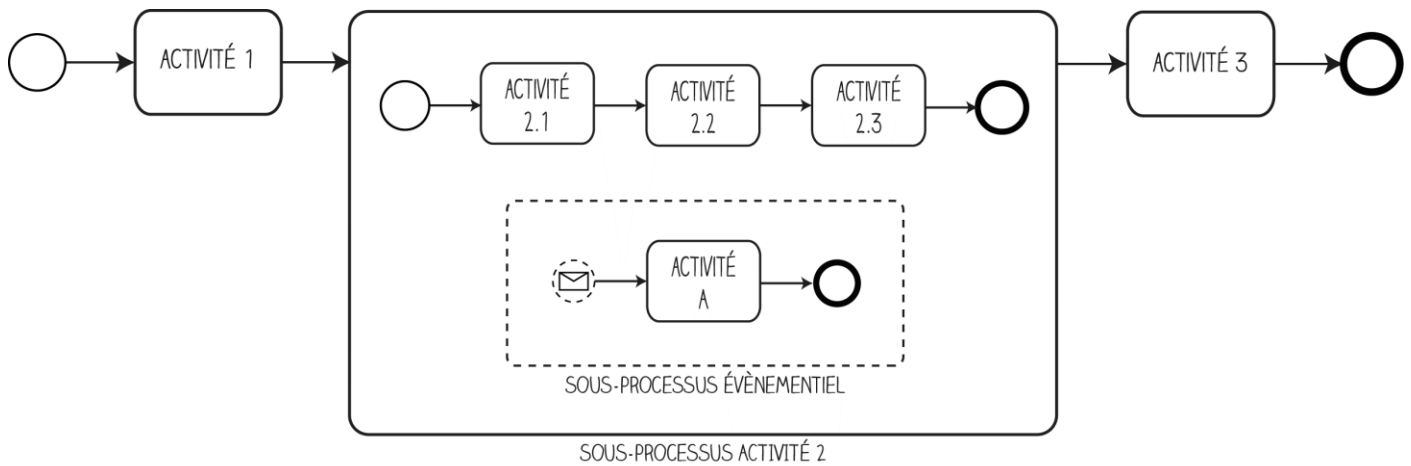 ACTIVITÉ 1
ACTIVITÉ
2.1
ACTIVITÉ
2.2
ACTIVITÉ
2.3
ACTIVITÉ 3
ACTIVITÉ
A
SOUS-PROCESSUS ÉVÈNEMENTIEL
SOUS-PROCESSUS ACTIVITÉ 2